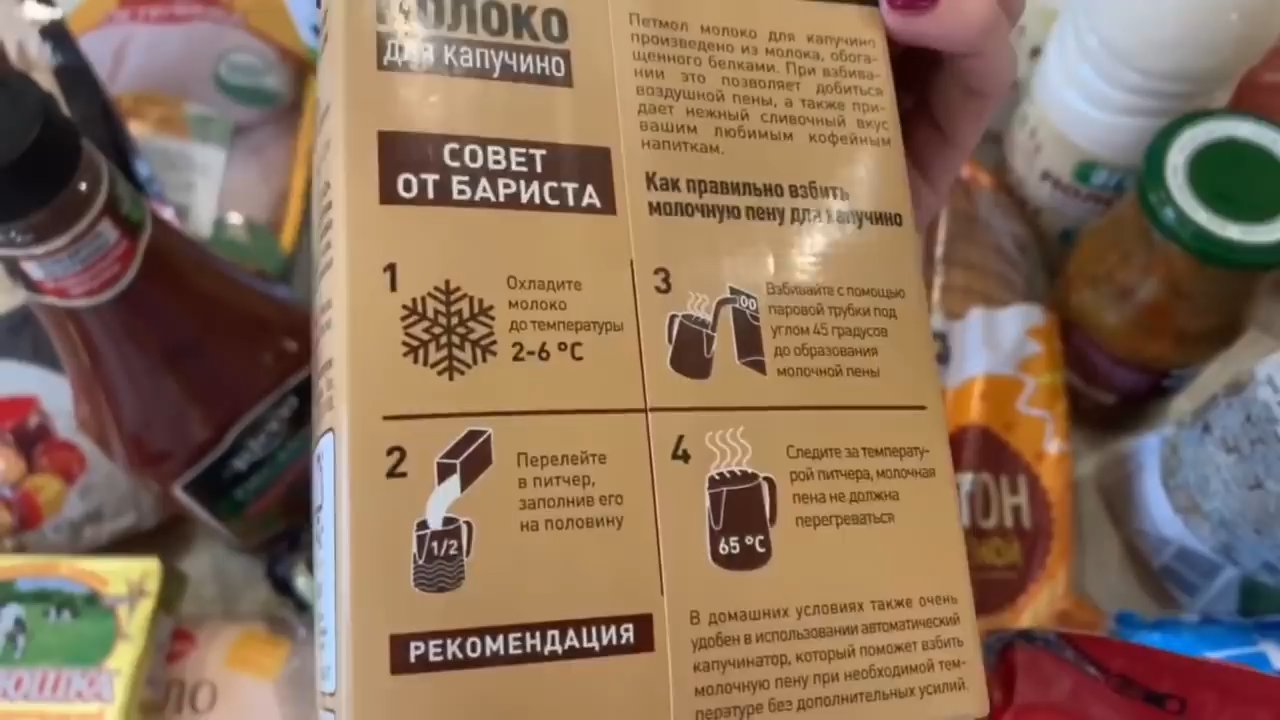 МОЛОКО
для капучино
СОВЕТ
ОТ БАРИСТА
1
Охладите
молоко
до температуры
2-6 °C
2
Перелейте
в питчер,
заполнив его
на половину
1/2
РЕКОМЕНДАЦИЯ
Петмол молоко для капучино
произведено из молока, обога-
щенного белками. При взбива-
нии это позволяет добиться
воздушной пены, а также при-
дает нежный сливочный вкус
вашим любимым кофейным
напиткам.
Как правильно взбить
молочную пену для капучино
3
Взбивайте с помощью
паровой трубки под
углом 45 градусов
до образования
молочной пены
4
Следите за температу-
рой питчера, молочная
пена не должна
перегреваться
65 °C
В домашних условиях также очень
удобен в использовании автоматический
капучинатор, который поможет взбить
молочную пену при необходимой тем-
пературе без дополнительных усилий.